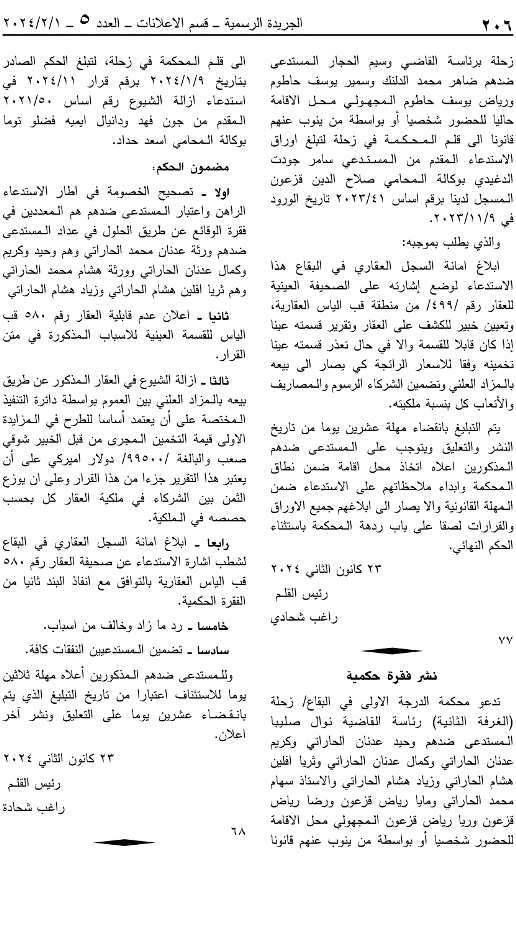 ٢٠٦
الجريدة الرسمية ـ قسم الاعلانات ـ العدد ٥ ـ ٢٠٢٤/٢/١
زحلة برئاسة القاضي وسيم الحجار المستدعى
ضدهم ضاهر محمد الدلنك وسمير يوسف حاطوم
ورياض يوسف حاطوم المجهولي محل الاقامة
حاليا للحضور شخصيا أو بواسطة من ينوب عنهم
قانونا الى قلم المحكمة في زحلة لتبلغ اوراق
الاستدعاء المقدم من المستدعي سامر جودت
الدغيدي بوكالة المحامي صلاح الدين قزعون
المسجل لدينا برقم اساس ٢٠٢٣/٤١ تاريخ الورود
في ٢٠٢٣/١١/٩.
والذي يطلب بموجبه:
ابلاغ امانة السجل العقاري في البقاع هذا
الاستدعاء لوضع إشارته على الصحيفة العينية
للعقار رقم /٤٩٩/ من منطقة قب الياس العقارية،
وتعيين خبير للكشف على العقار وتقرير قسمته عينا
إذا كان قابلا للقسمة والا في حال تعذر قسمته عينا
تخمينه وفقا للاسعار الرائجة كي يصار الى بيعه
بالمزاد العلني وتضمين الشركاء الرسوم والمصاريف
والأتعاب كل بنسبة ملكيته.
يتم التبليغ بانقضاء مهلة عشرين يوما من تاريخ
النشر والتعليق ويتوجب على المستدعى ضدهم
المذكورين اعلاه اتخاذ محل اقامة ضمن نطاق
المحكمة وابداء ملاحظاتهم على الاستدعاء ضمن
المهلة القانونية والا يصار الى ابلاغهم جميع الاوراق
والقرارات لصقا على باب ردهة المحكمة باستثناء
الحكم النهائي.
٢٣ كانون الثاني ٢٠٢٤
رئيس القلم
راغب شحادي
٧٧
نشر فقرة حكمية
تدعو محكمة الدرجة الاولى في البقاع/ زحلة
(الغرفة الثانية) رئاسة القاضية نوال صليبا
المستدعى ضدهم وحيد عدنان الحاراتي وكريم
عدنان الحاراتي وكمال عدنان الحاراتي وثريا افلين
هشام الحاراتي وزياد هشام الحاراتي والاستاذ سهام
محمد الحاراتي ومايا رياض قزعون ورضا رياض
قزعون وريا رياض قزعون المجهولي محل الاقامة
للحضور شخصيا أو بواسطة من ينوب عنهم قانونا
الى قلم المحكمة في زحلة، لتبلغ الحكم الصادر
بتاريخ ٢٠٢٤/١/٩ برقم قرار ٢٠٢٤/١١ في
استدعاء ازالة الشيوع رقم اساس ٢٠٢١/٥٠
المقدم من جون فهد ودانيال ايميه فضلو توما
بوكالة المحامي اسعد حداد.
مضمون الحكم:
اولا ـ تصحيح الخصومة في اطار الاستدعاء
الراهن واعتبار المستدعى ضدهم هم المعددين في
فقرة الوقائع عن طريق الحلول في عداد المستدعى
ضدهم ورثة عدنان محمد الحاراتي وهم وحيد وكريم
وكمال عدنان الحاراتي وورثة هشام محمد الحاراتي
وهم ثريا افلين هشام الحاراتي وزياد هشام الحاراتي
ثانيا ـ اعلان عدم قابلية العقار رقم ٥٨٠ قب
الياس للقسمة العينية للاسباب المذكورة في متن
القرار.
ثالثا ـ ازالة الشيوع في العقار المذكور عن طريق
بيعه بالمزاد العلني بين العموم بواسطة دائرة التنفيذ
المختصة على أن يعتمد أساسا للطرح في المزايدة
الاولى قيمة التخمين المجرى من قبل الخبير شوقي
صعب والبالغة /٩٩٥٠٠/ دولار اميركي على أن
يعتبر هذا التقرير جزءا من هذا القرار وعلى ان يوزع
الثمن بين الشركاء في ملكية العقار كل بحسب
حصصه في الملكية.
رابعا ـ ابلاغ امانة السجل العقاري في البقاع
لشطب اشارة الاستدعاء عن صحيفة العقار رقم ٥٨٠
قب الياس العقارية بالتوافق مع انفاذ البند ثانيا من
الفقرة الحكمية.
خامسا ـ رد ما زاد وخالف من اسباب.
سادسا ـ تضمين المستدعيين النفقات كافة.
وللمستدعى ضدهم المذكورين أعلاه مهلة ثلاثين
يوما للاستئناف اعتبارا من تاريخ التبليغ الذي يتم
بانقضاء عشرين يوما على التعليق ونشر آخر
اعلان.
٢٣ كانون الثاني ٢٠٢٤
رئيس القلم
راغب شحادة
٦٨